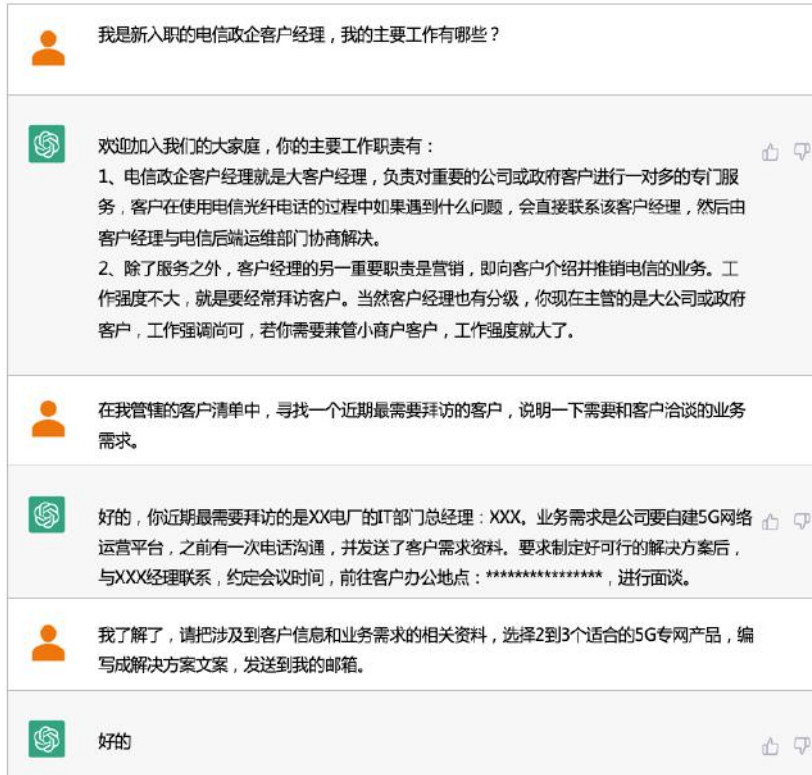 我是新入职的电信政企客户经理，我的主要工作有哪些？
欢迎加入我们的大家庭，你的主要工作职责有：
1、电信政企客户经理就是大客户经理，负责对重要的公司或政府客户进行一对多的专门服
务，客户在使用电信光纤电话的过程中如果遇到什么问题，会直接联系该客户经理，然后由
客户经理与电信后端运维部门协商解决。
2、除了服务之外，客户经理的另一重要职责是营销，即向客户介绍并推销电信的业务。工
作强度不大，就是要经常拜访客户。当然客户经理也有分级，你现在主管的是大公司或政府
客户，工作强调尚可，若你需要兼管小商户客户，工作强度就大了。
在我管辖的客户清单中，寻找一个近期最需要拜访的客户，说明一下需要和客户洽谈的业务
需求。
好的，你近期最需要拜访的是XX电厂的IT部门总经理：XXX。业务需求是公司要自建5G网络
运营平台，之前有一次电话沟通，并发送了客户需求资料。要求制定好可行的解决方案后，
与XXX经理联系，约定会议时间，前往客户办公地点：****************，进行面谈。
我了解了，请把涉及到客户信息和业务需求的相关资料，选择2到3个适合的5G专网产品，编
写成解决方案文案，发送到我的邮箱。
好的